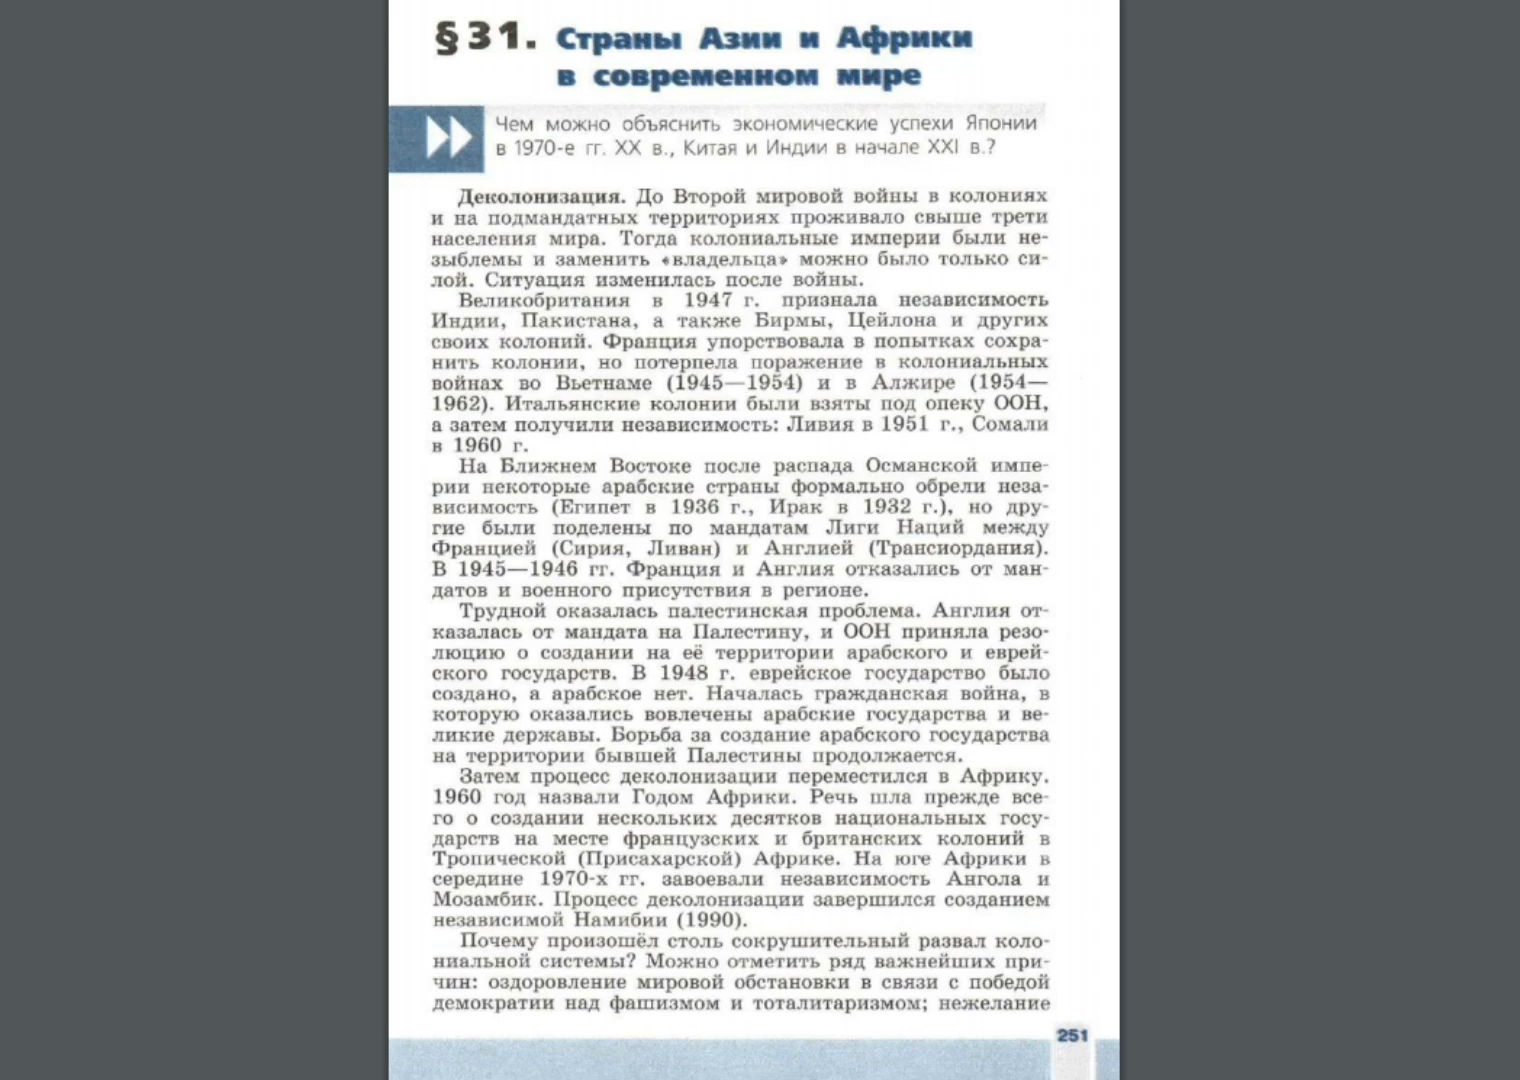 §31. Страны Азии и Африки
в современном мире
Чем можно объяснить экономические успехи Японии
в 1970-е гг. XX в., Китая и Индии в начале XXI в.?
Деколонизация. До Второй мировой войны в колониях
и на подмандатных территориях проживало свыше трети
населения мира. Тогда колониальные империи были не-
зыблемы и заменить «владельца» можно было только си-
лой. Ситуация изменилась после войны.
Великобритания в 1947 г. признала независимость
Индии, Пакистана, а также Бирмы, Цейлона и других
своих колоний. Франция упорствовала в попытках сохра-
нить колонии, но потерпела поражение в колониальных
войнах во Вьетнаме (1945—1954) и в Алжире (1954—
1962). Итальянские колонии были взяты под опеку ООН,
а затем получили независимость: Ливия в 1951 г., Сомали
в 1960 г.
На Ближнем Востоке после распада Османской импе-
рии некоторые арабские страны формально обрели неза-
висимость (Египет в 1936 г., Ирак в 1932 г.), но дру-
гие были поделены по мандатам Лиги Наций между
Францией (Сирия, Ливан) и Англией (Трансиордания).
В 1945—1946 гг. Франция и Англия отказались от ман-
датов и военного присутствия в регионе.
Трудной оказалась палестинская проблема. Англия от-
казалась от мандата на Палестину, и ООН приняла резо-
люцию о создании на её территории арабского и еврей-
ского государств. В 1948 г. еврейское государство было
создано, а арабское нет. Началась гражданская война, в
которую оказались вовлечены арабские государства и ве-
ликие державы. Борьба за создание арабского государства
на территории бывшей Палестины продолжается.
Затем процесс деколонизации переместился в Африку.
1960 год назвали Годом Африки. Речь шла прежде все-
го о создании нескольких десятков национальных госу-
дарств на месте французских и британских колоний в
Тропической (Присахарской) Африке. На юге Африки в
середине 1970-х гг. завоевали независимость Ангола и
Мозамбик. Процесс деколонизации завершился созданием
независимой Намибии (1990).
Почему произошёл столь сокрушительный развал коло-
ниальной системы? Можно отметить ряд важнейших при-
чин: оздоровление мировой обстановки в связи с победой
демократии над фашизмом и тоталитаризмом; нежелание
251